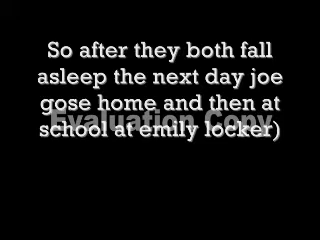 So after they both fall
asleep the next day joe
gose home and then at
school at emily locker)
Evaluation Copy